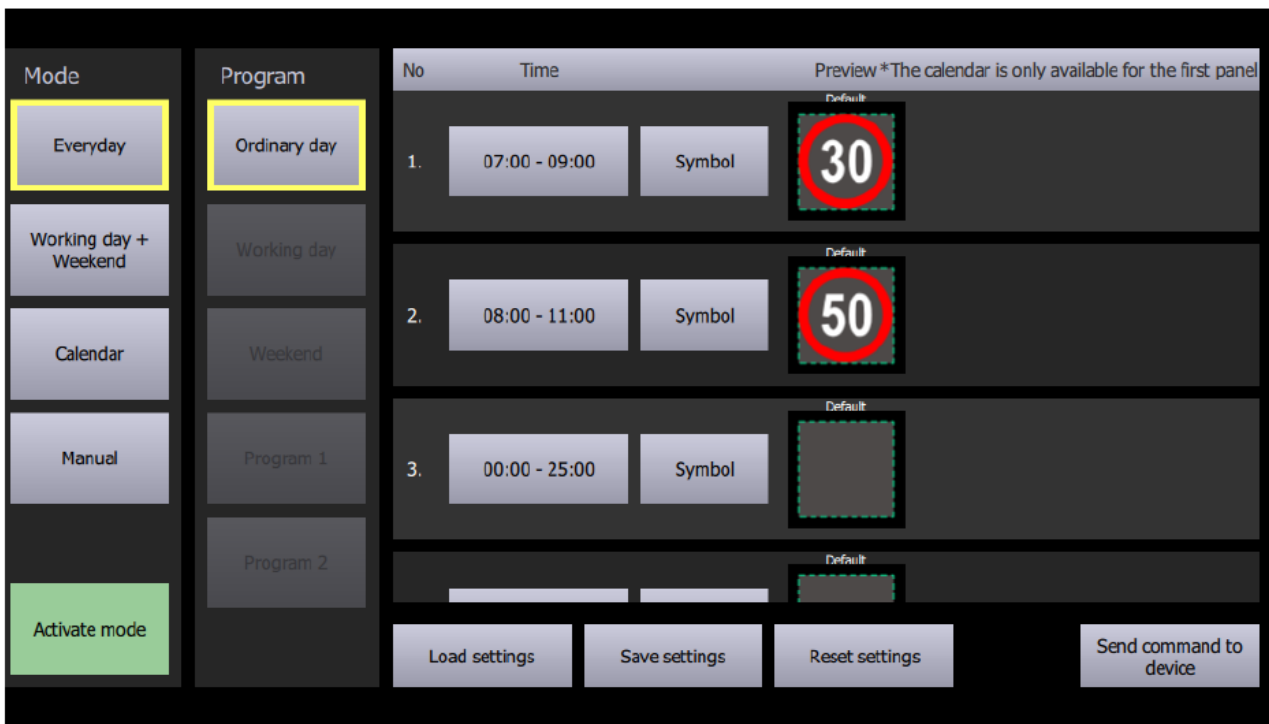 Mode
Everyday
Working day +
Weekend
Calendar
Manual
Activate mode
Program
Ordinary day
Working day
Weekend
Program 1
Program 2
No Time Preview *The calendar is only available for the first panel
Default
1. 07:00 - 09:00 Symbol 30
Default
2. 08:00 - 11:00 Symbol 50
Default
3. 00:00 - 25:00 Symbol
Default
Load settings Save settings Reset settings Send command to
device